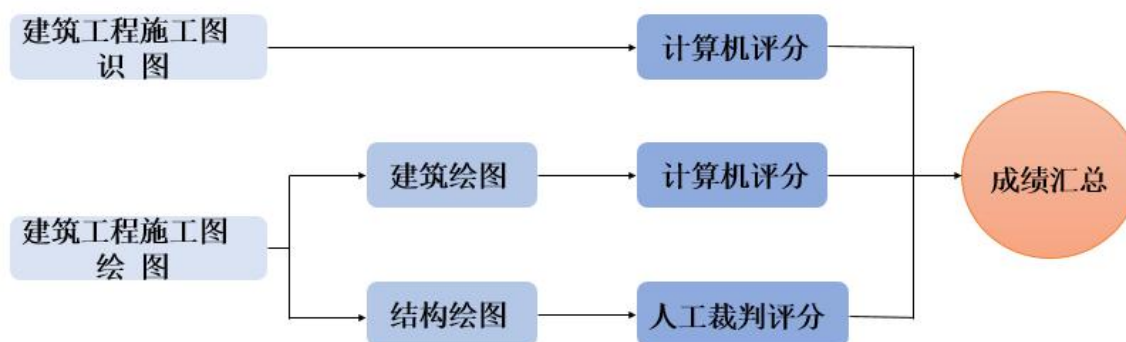 建筑工程施工图
识 图
计算机评分
建筑绘图
计算机评分
成绩汇总
建筑工程施工图
绘 图
结构绘图
人工裁判评分